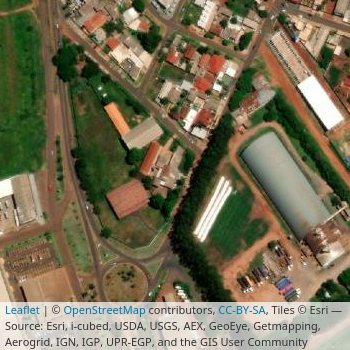 Leaflet | © OpenStreetMap contributors, CC-BY-SA, Tiles © Esri —
Source: Esri, i-cubed, USDA, USGS, AEX, GeoEye, Getmapping,
Aerogrid, IGN, IGP, UPR-EGP, and the GIS User Community